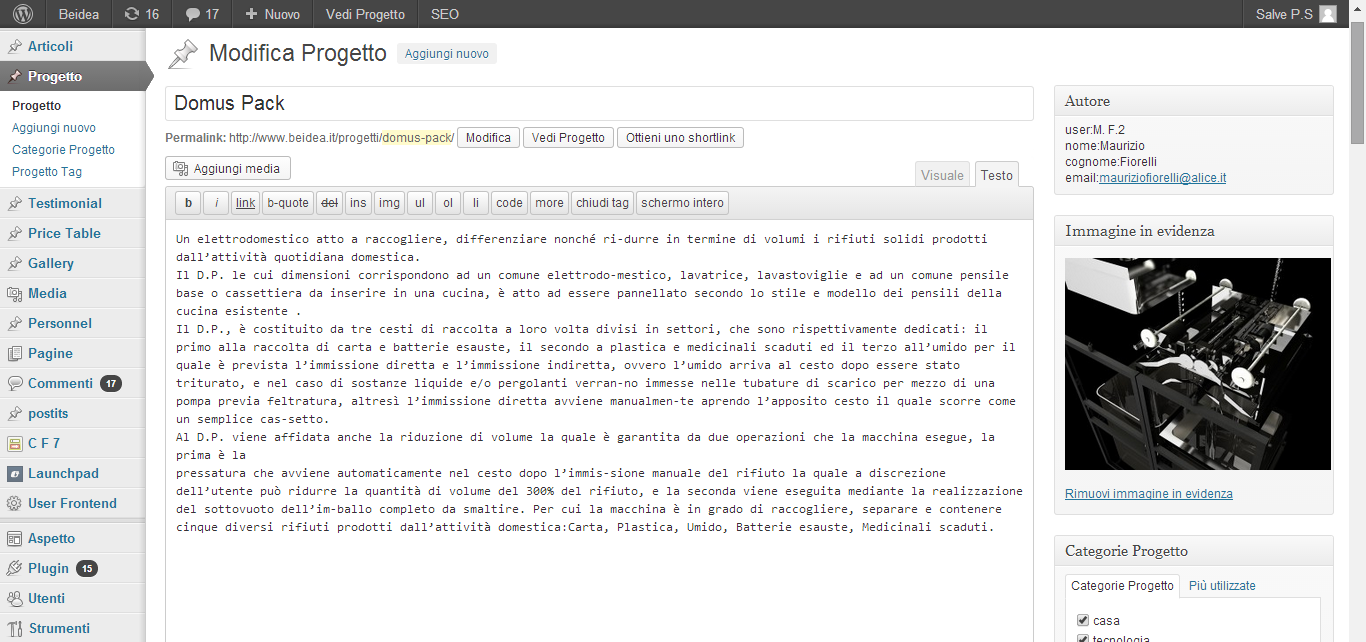 Beidea 16 17 + Nuovo Vedi Progetto SEO Salve P.S
Articoli
Progetto
Progetto
Aggiungi nuovo
Categorie Progetto
Progetto Tag
Testimonial
Price Table
Gallery
Media
Personnel
Pagine
Commenti 17
postits
C F 7
Launchpad
User Frontend
Aspetto
Plugin 15
Utenti
Strumenti
Modifica Progetto Aggiungi nuovo
Domus Pack
Permalink: http://www.beidea.it/progetti/domus-pack/ Modifica Vedi Progetto Ottieni uno shortlink
Aggiungi media
Visuale Testo
b i link b-quote del ins img ul ol li code more chiudi tag schermo intero
Un elettrodomestico atto a raccogliere, differenziare nonché ri-durre in termine di volumi i rifiuti solidi prodotti
dall’attività quotidiana domestica.
Il D.P. le cui dimensioni corrispondono ad un comune elettrodo-mestico, lavatrice, lavastoviglie e ad un comune pensile
base o cassettiera da inserire in una cucina, è atto ad essere pannellato secondo lo stile e modello dei pensili della
cucina esistente .
Il D.P., è costituito da tre cesti di raccolta a loro volta divisi in settori, che sono rispettivamente dedicati: il
primo alla raccolta di carta e batterie esauste, il secondo a plastica e medicinali scaduti ed il terzo all’umido per il
quale è prevista l’immissione diretta e l’immissione indiretta, ovvero l’umido arriva al cesto dopo essere stato
triturato, e nel caso di sostanze liquide e/o pergolanti verran-no immesse nelle tubature di scarico per mezzo di una
pompa previa feltratura, altresì l’immissione diretta avviene manualmen-te aprendo l’apposito cesto il quale scorre come
un semplice cas-setto.
Al D.P. viene affidata anche la riduzione di volume la quale è garantita da due operazioni che la macchina esegue, la
prima è la
pressatura che avviene automaticamente nel cesto dopo l’immis-sione manuale del rifiuto la quale a discrezione
dell’utente può ridurre la quantità di volume del 300% del rifiuto, e la seconda viene eseguita mediante la realizzazione
del sottovuoto dell’im-ballo completo da smaltire. Per cui la macchina è in grado di raccogliere, separare e contenere
cinque diversi rifiuti prodotti dall’attività domestica:Carta, Plastica, Umido, Batterie esauste, Medicinali scaduti.
Autore
user:M. F.2
nome:Maurizio
cognome:Fiorelli
email:mauriziofiorelli@alice.it
Immagine in evidenza
Rimuovi immagine in evidenza
Categorie Progetto
Categorie Progetto Più utilizzate
casa
tecnologia